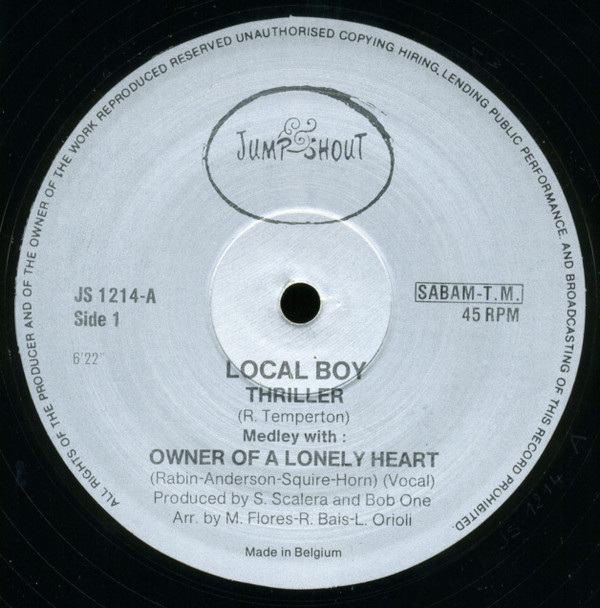 ALL RIGHTS OF THE PRODUCER AND OF THE OWNER OF THE WORK REPRODUCED RESERVED UNAUTHORISED COPYING HIRING, LENDING PUBLIC PERFORMANCE, AND BROADCASTING OF THIS RECORD PROHIBITED.
JUMP & SHOUT
JS 1214-A
Side 1
SABAM-T.M.
45 RPM
6'22"
LOCAL BOY
THRILLER
(R. Temperton)
Medley with :
OWNER OF A LONELY HEART
(Rabin-Anderson-Squire-Horn) (Vocal)
Produced by S. Scalera and Bob One
Arr. by M. Flores-R. Bais-L. Orioli
Made in Belgium
JS 1214 A